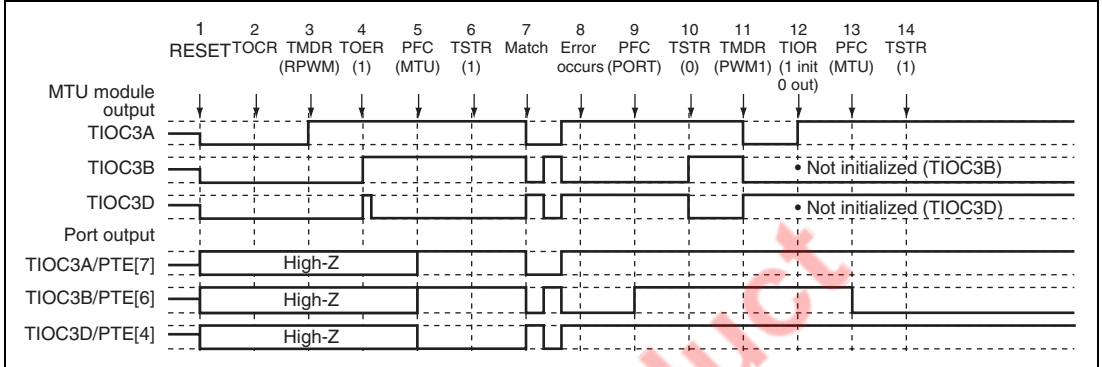 1 2 3 4 5 6 7 8 9 10 11 12 13 14
RESET TOCR TMDR TOER PFC TSTR Match Error PFC TSTR TMDR TIOR PFC TSTR
(RPWM) (1) (MTU) (1) occurs (PORT) (0) (PWM1) (1 init (MTU) (1)
0 out)
MTU module
output
TIOC3A
TIOC3B
• Not initialized (TIOC3B)
TIOC3D
• Not initialized (TIOC3D)
Port output
TIOC3A/PTE[7]
High-Z
TIOC3B/PTE[6]
High-Z
TIOC3D/PTE[4]
High-Z